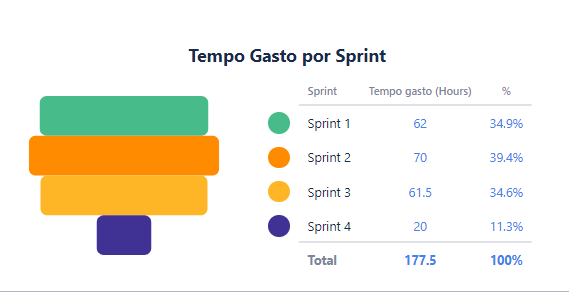 Tempo Gasto por Sprint
Sprint Tempo gasto (Hours) %
Sprint 1 62 34.9%
Sprint 2 70 39.4%
Sprint 3 61.5 34.6%
Sprint 4 20 11.3%
Total 177.5 100%